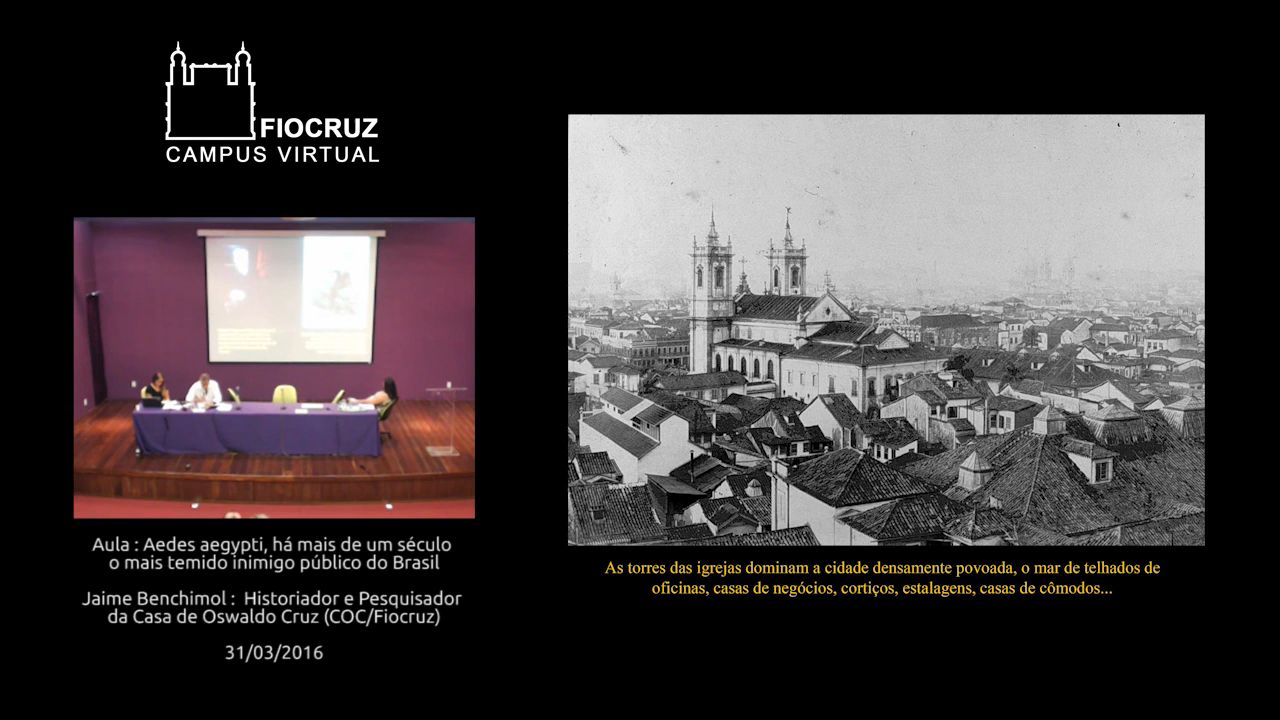 FIOCRUZ
CAMPUS VIRTUAL
Aula : Aedes aegypti, há mais de um século
o mais temido inimigo público do Brasil
Jaime Benchimol : Historiador e Pesquisador
da Casa de Oswaldo Cruz (COC/Fiocruz)
31/03/2016
As torres das igrejas dominam a cidade densamente povoada, o mar de telhados de
oficinas, casas de negócios, cortiços, estalagens, casas de cômodos...